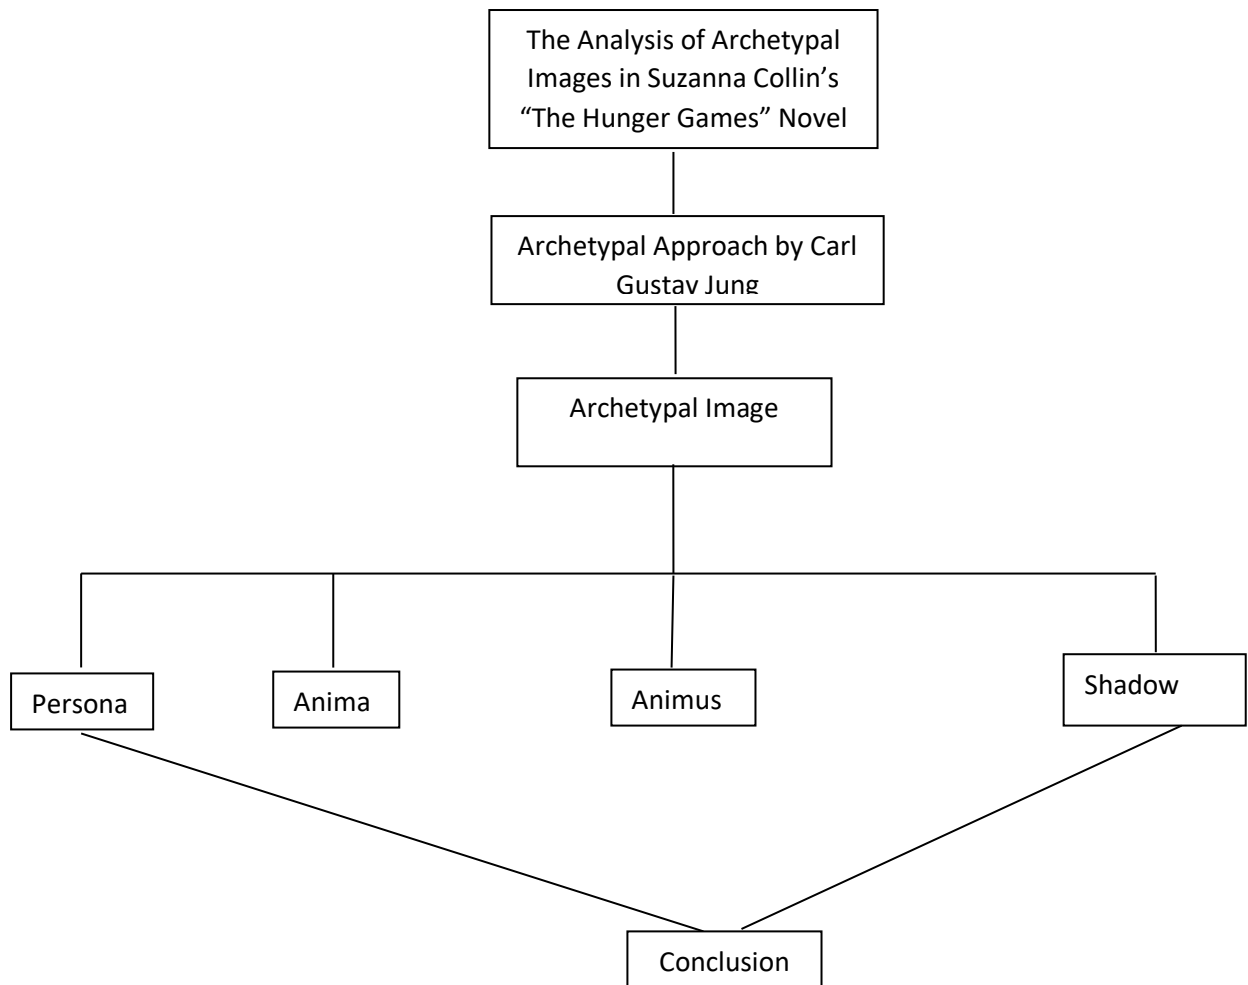 The Analysis of Archetypal
Images in Suzanna Collin’s
“The Hunger Games” Novel
Archetypal Approach by Carl
Gustav Jung
Archetypal Image
Persona
Anima
Animus
Shadow
Conclusion